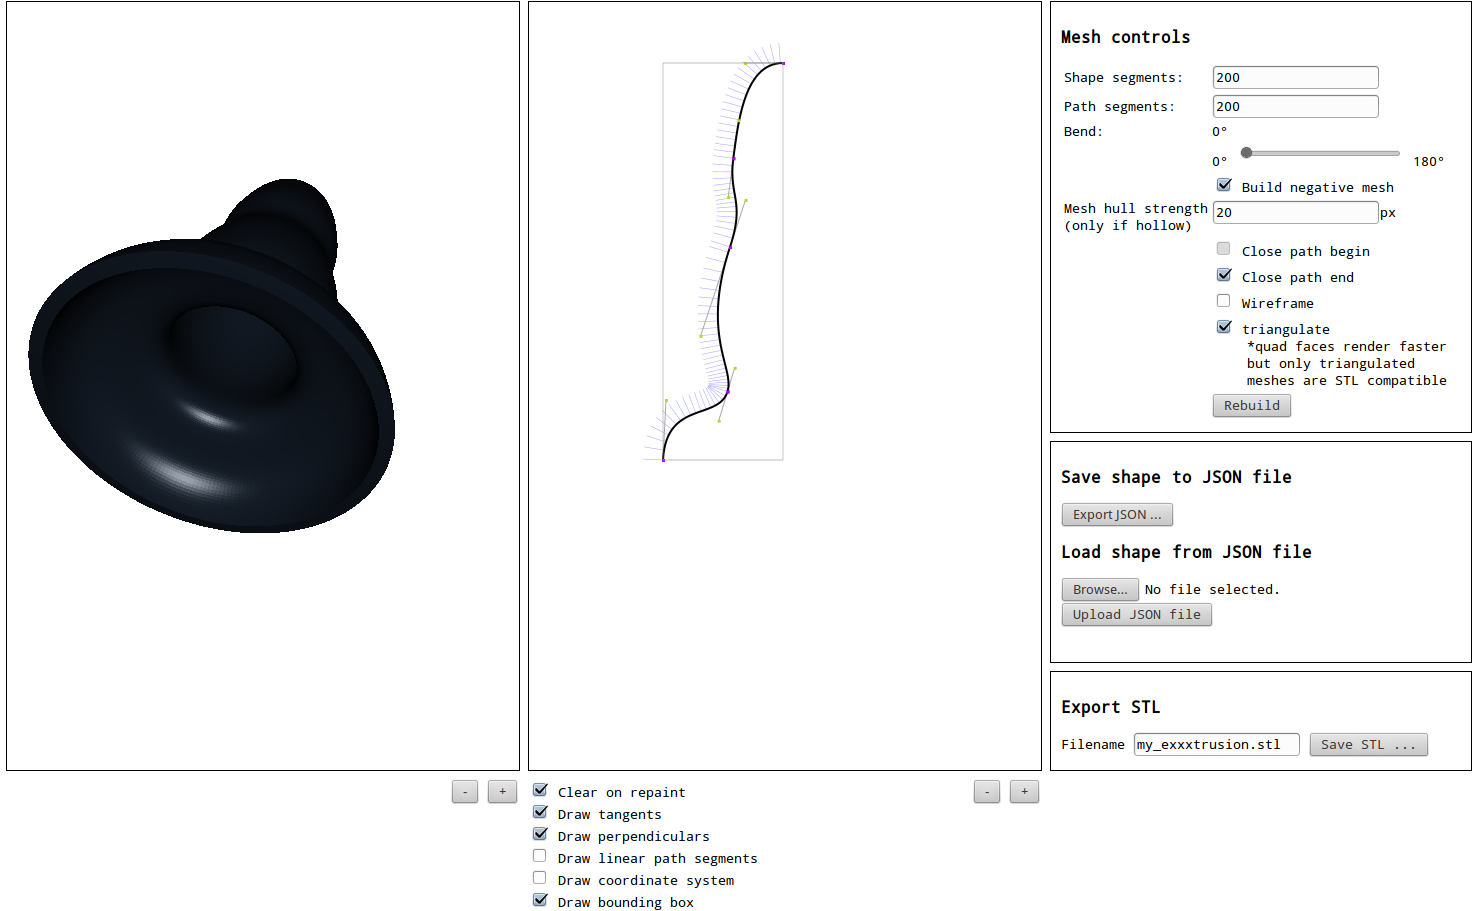 Mesh controls
Shape segments: 200
Path segments: 200
Bend: 0°
0° 180°
Build negative mesh
Mesh hull strength 20 px
(only if hollow)
Close path begin
Close path end
Wireframe
triangulate
*quad faces render faster
but only triangulated
meshes are STL compatible
Rebuild
Save shape to JSON file
Export JSON ...
Load shape from JSON file
Browse... No file selected.
Upload JSON file
Export STL
Filename my_exxxtrusion.stl Save STL ...
- +
- +
Clear on repaint
Draw tangents
Draw perpendiculars
Draw linear path segments
Draw coordinate system
Draw bounding box